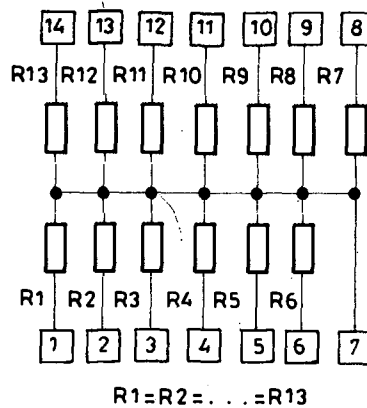 14 13 12 11 10 9 8
R13 R12 R11 R10 R9 R8 R7
R1 R2 R3 R4 R5 R6
1 2 3 4 5 6 7
R1=R2=...=R13